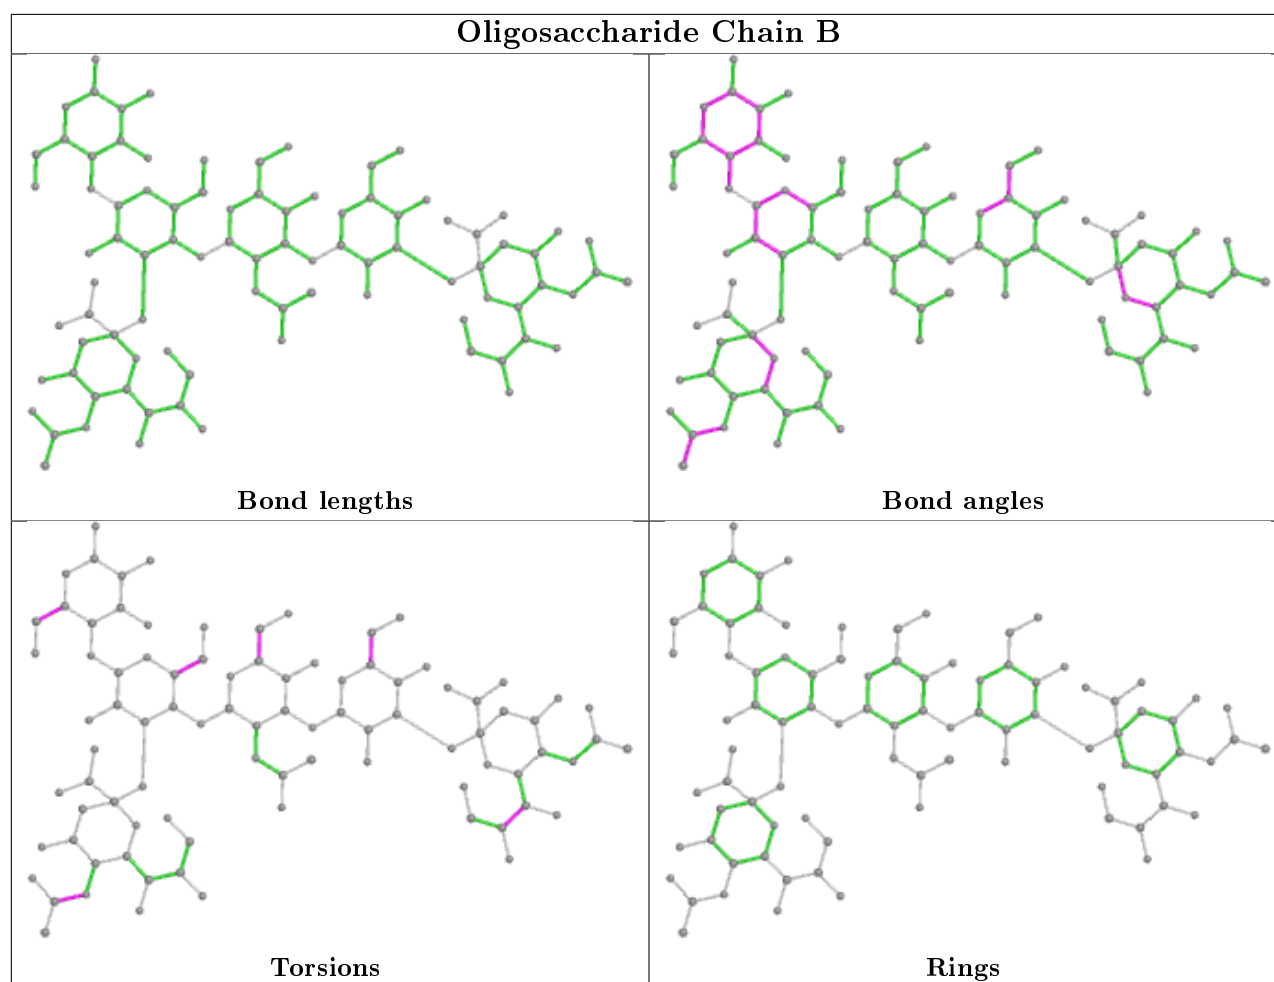 Oligosaccharide Chain B
Bond lengths
Bond angles
Torsions
Rings